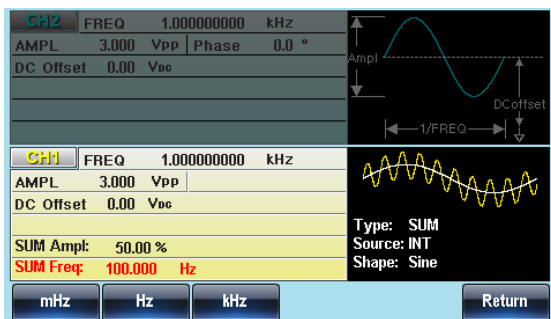 CH2 FREQ 1.000000000 kHz
AMPL 3.000 Vpp Phase 0.0 °
DC Offset 0.00 VDC
Ampl
DCoffset
1/FREQ
CH1 FREQ 1.000000000 kHz
AMPL 3.000 Vpp
DC Offset 0.00 VDC
SUM Ampl: 50.00 %
SUM Freq: 100.000 Hz
Type: SUM
Source: INT
Shape: Sine
mHz Hz kHz Return